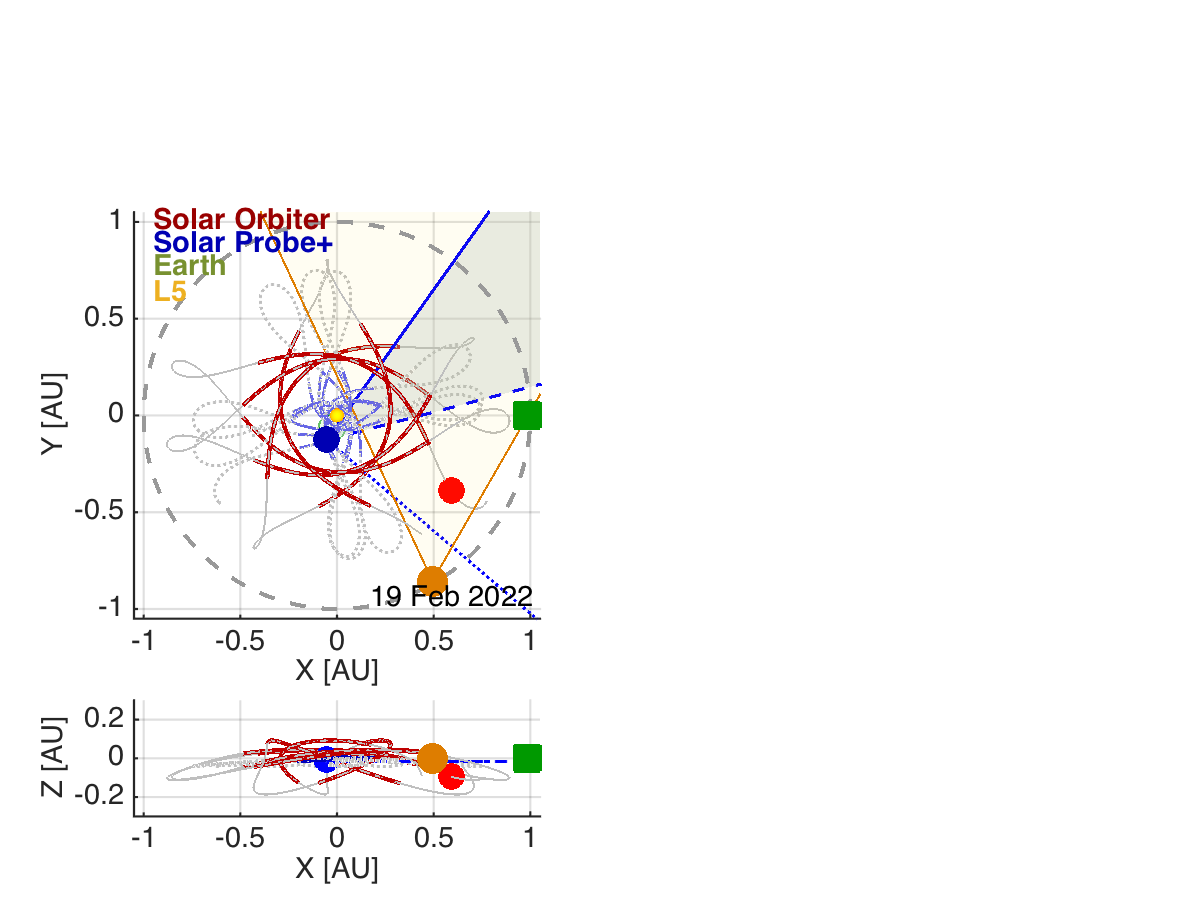 Solar Orbiter
Solar Probe+
Earth
L5
1
0.5
0
-0.5
-1
Y [AU]
19 Feb 2022
-1 -0.5 0 0.5 1
X [AU]
0.2
0
-0.2
Z [AU]
-1 -0.5 0 0.5 1
X [AU]